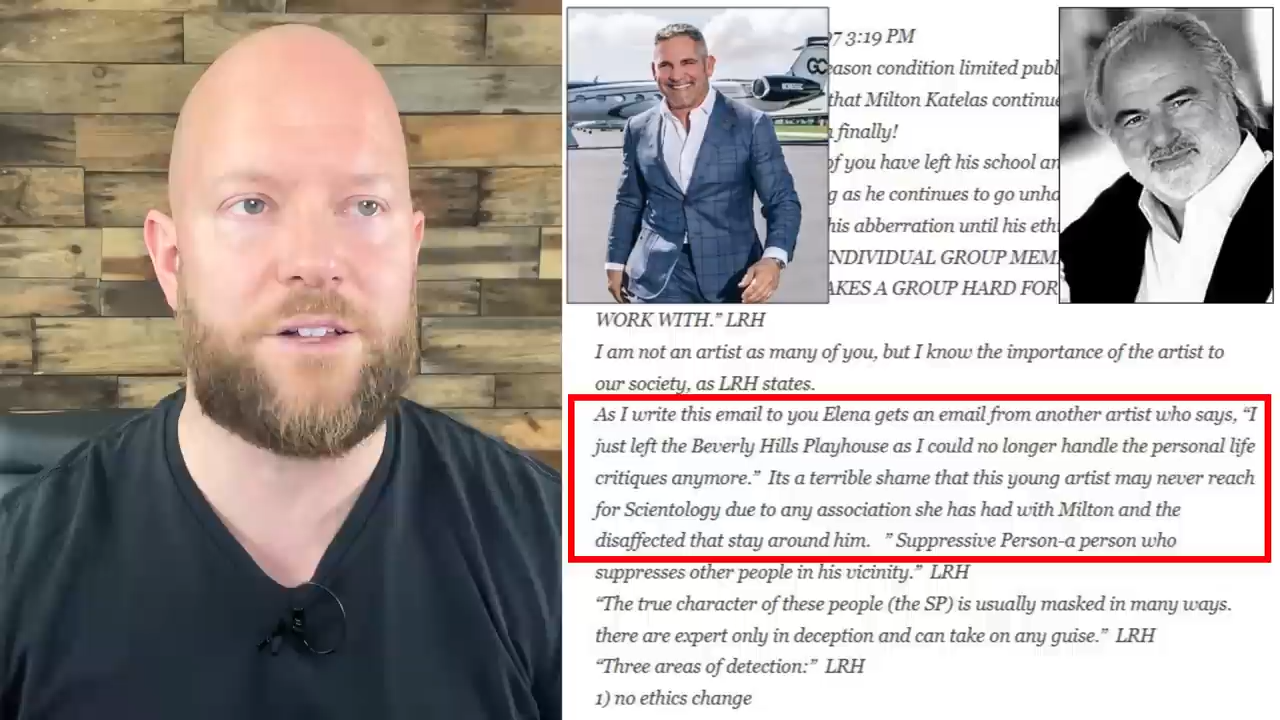 7 3:19 PM
eason condition limited publ
that Milton Katelas continue
finally!
of you have left his school an
g as he continues to go unha
his abberration until his eth
NDIVIDUAL GROUP MEM
AKES A GROUP HARD FOR
WORK WITH.” LRH
I am not an artist as many of you, but I know the importance of the artist to
our society, as LRH states.
As I write this email to you Elena gets an email from another artist who says, “I
just left the Beverly Hills Playhouse as I could no longer handle the personal life
critiques anymore.” Its a terrible shame that this young artist may never reach
for Scientology due to any association she has had with Milton and the
disaffected that stay around him. ” Suppressive Person-a person who
suppresses other people in his vicinity.” LRH
“The true character of these people (the SP) is usually masked in many ways.
there are expert only in deception and can take on any guise.” LRH
“Three areas of detection:” LRH
1) no ethics change
GC